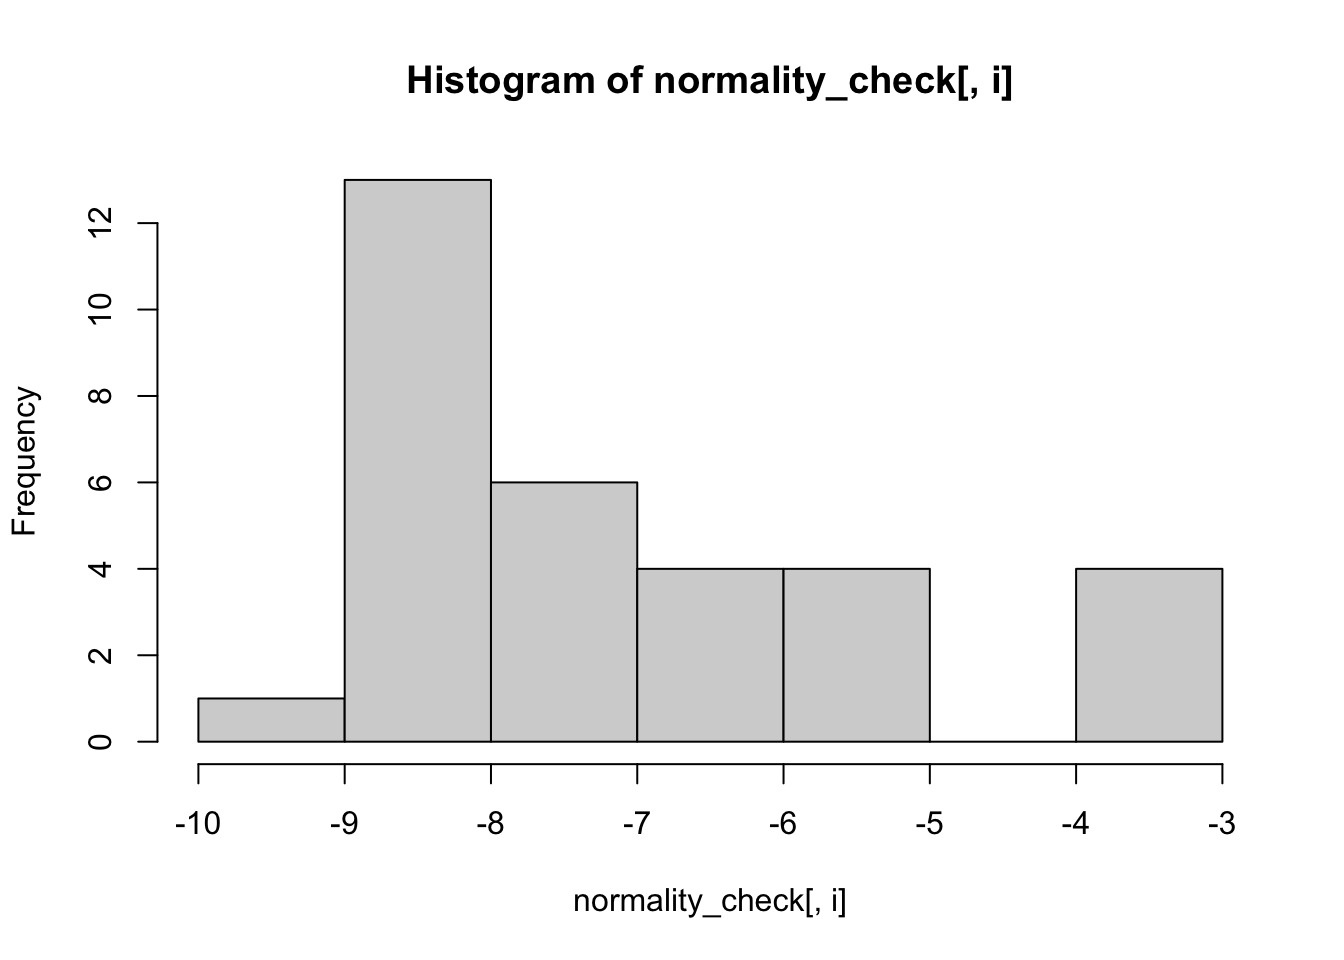 Histogram of normality_check[, i]
Frequency
12
10
8
6
4
2
0
-10 -9 -8 -7 -6 -5 -4 -3
normality_check[, i]